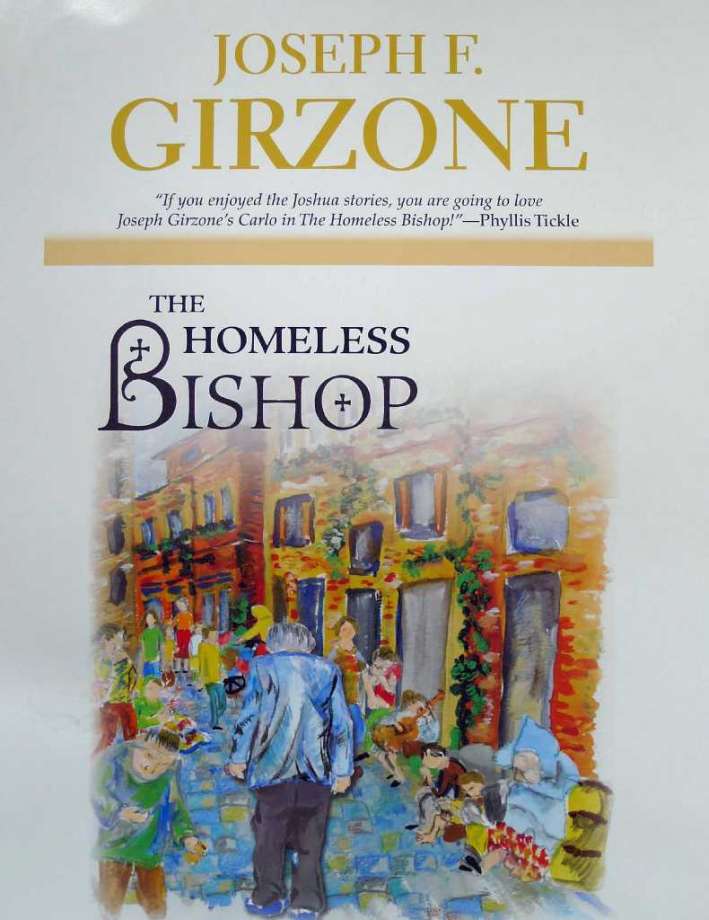 JOSEPH F.
GIRZONE
“If you enjoyed the Joshua stories, you are going to love
Joseph Girzone’s Carlo in The Homeless Bishop!”—Phyllis Tickle
THE
HOMELESS
BISHOP